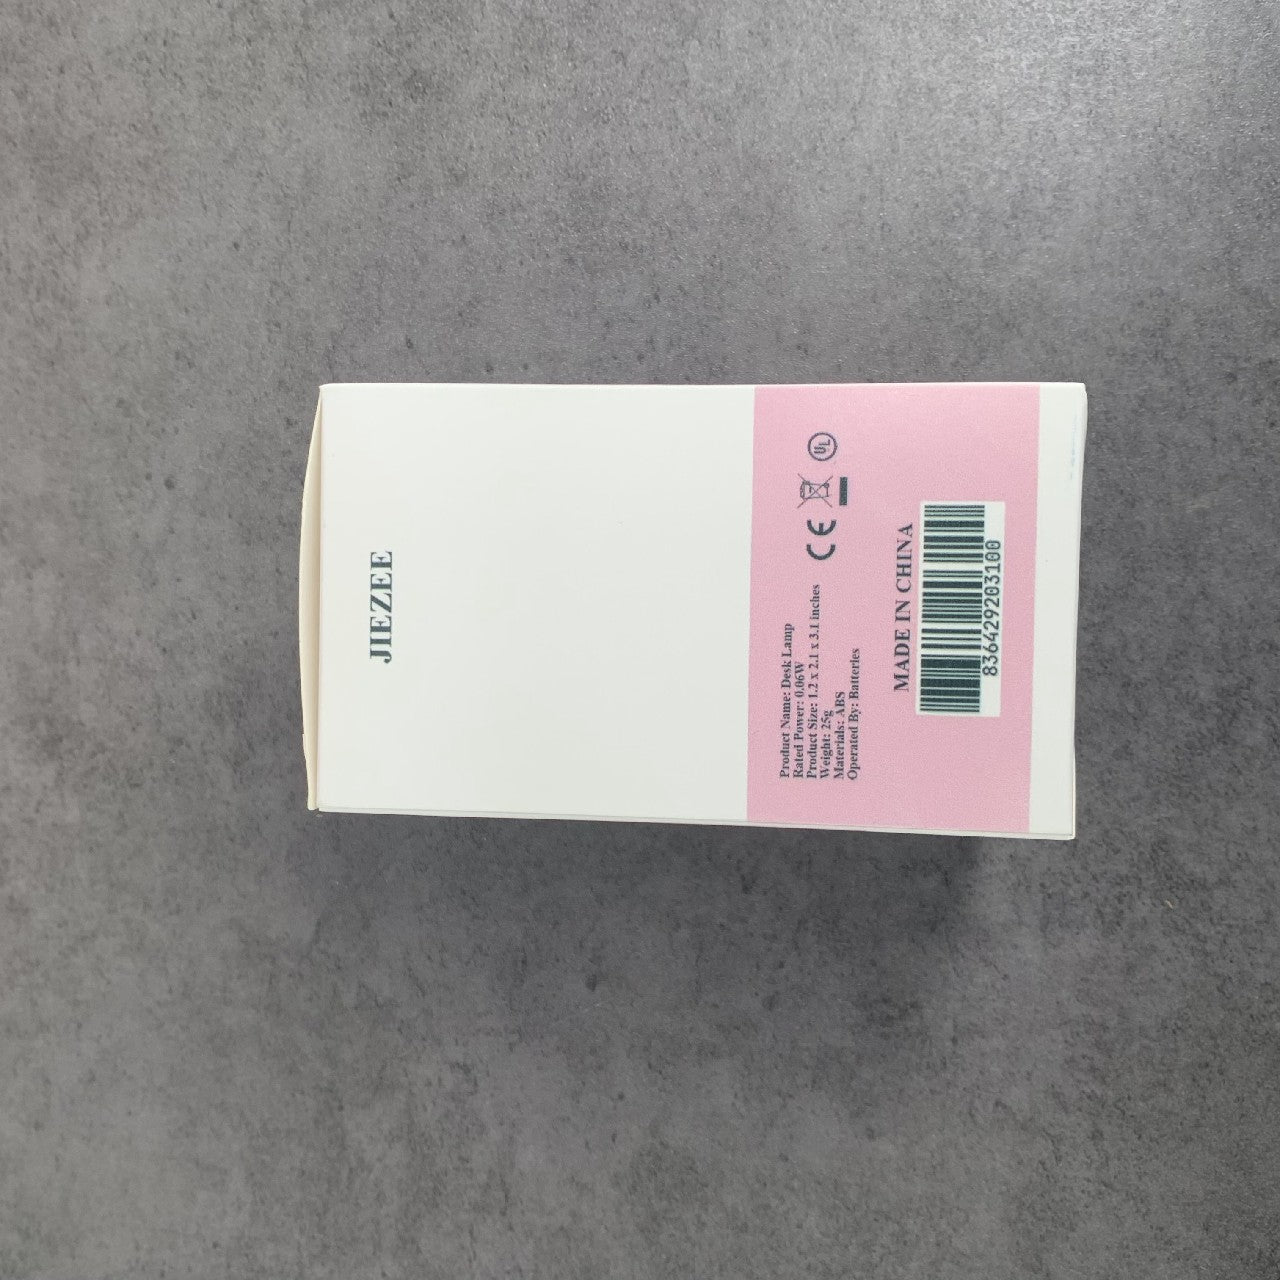 JIEZEE
Product Name: Desk Lamp
Rated Power: 0.06W
Product Size: 1.2 x 2.1 x 3.1 inches
Weight: 25g
Materials: ABS
Operated By: Batteries
CE
UL
MADE IN CHINA
836429203100